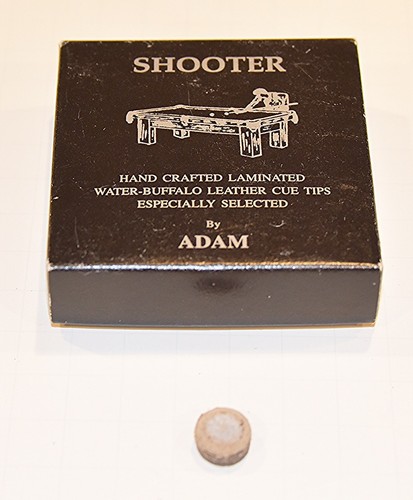 SHOOTER
HAND CRAFTED LAMINATED
WATER-BUFFALO LEATHER CUE TIPS
ESPECIALLY SELECTED
By
ADAM